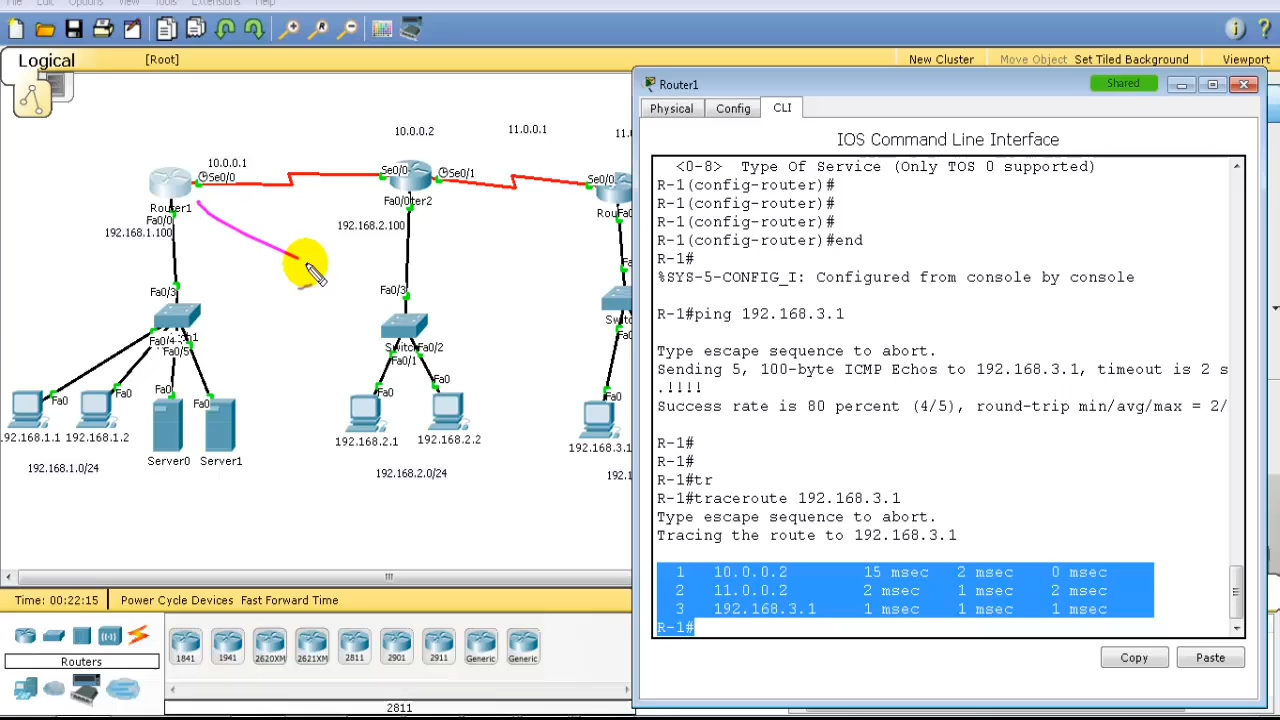 File Edit Options View Tools Extensions Help
Logical
[Root]
New Cluster
Move Object
Set Tiled Background
Viewport
10.0.0.1
10.0.0.2
11.0.0.1
Se0/0
Se0/0
Se0/1
Se0/0
Router1
Fa0/0
192.168.1.100
192.168.2.100
Fa0/3
Fa0/3
Fa0/2
Fa0/1
Fa0/5
Fa0
Fa0
Fa0
Fa0
Fa0
Fa0
Fa0
192.168.1.2
192.168.2.1
192.168.2.2
192.168.3.1
Server0
Server1
192.168.1.0/24
192.168.2.0/24
Time: 00:22:15
Power Cycle Devices
Fast Forward Time
Routers
1841
1941
2620XM
2621XM
2811
2901
2911
Generic
Generic
2811
Router1
Shared
Physical
Config
CLI
IOS Command Line Interface
<0-8> Type Of Service (Only TOS 0 supported)
R-1(config-router)#
R-1(config-router)#
R-1(config-router)#
R-1(config-router)#end
R-1#
%SYS-5-CONFIG_I: Configured from console by console
R-1#ping 192.168.3.1
Type escape sequence to abort.
Sending 5, 100-byte ICMP Echos to 192.168.3.1, timeout is 2 s
.!!!!
Success rate is 80 percent (4/5), round-trip min/avg/max = 2/
R-1#
R-1#
R-1#tr
R-1#traceroute 192.168.3.1
Type escape sequence to abort.
Tracing the route to 192.168.3.1
1 10.0.0.2 15 msec 2 msec 0 msec
2 11.0.0.2 2 msec 1 msec 2 msec
3 192.168.3.1 1 msec 1 msec 1 msec
R-1#
Copy
Paste